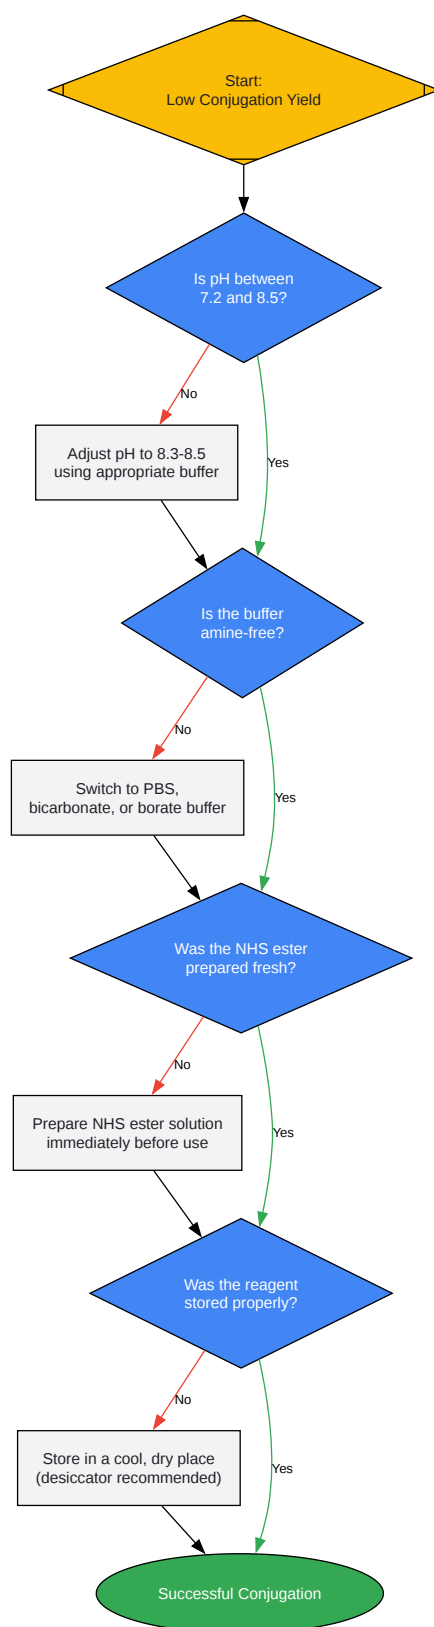 Start:
Low Conjugation Yield
Is pH between
7.2 and 8.5?
No
Adjust pH to 8.3-8.5
using appropriate buffer
Yes
Is the buffer
amine-free?
No
Switch to PBS,
bicarbonate, or borate buffer
Yes
Was the NHS ester
prepared fresh?
No
Prepare NHS ester solution
immediately before use
Yes
Was the reagent
stored properly?
No
Store in a cool, dry place
(desiccator recommended)
Yes
Successful Conjugation